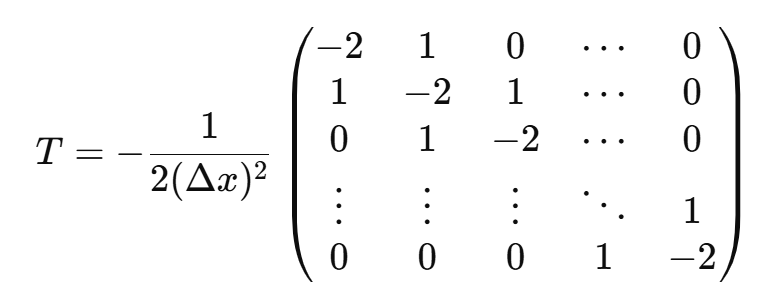 T = -\frac{1}{2(\Delta x)^2} \begin{pmatrix} -2 & 1 & 0 & \cdots & 0 \\ 1 & -2 & 1 & \cdots & 0 \\ 0 & 1 & -2 & \cdots & 0 \\ \vdots & \vdots & \vdots & \ddots & 1 \\ 0 & 0 & 0 & 1 & -2 \end{pmatrix}